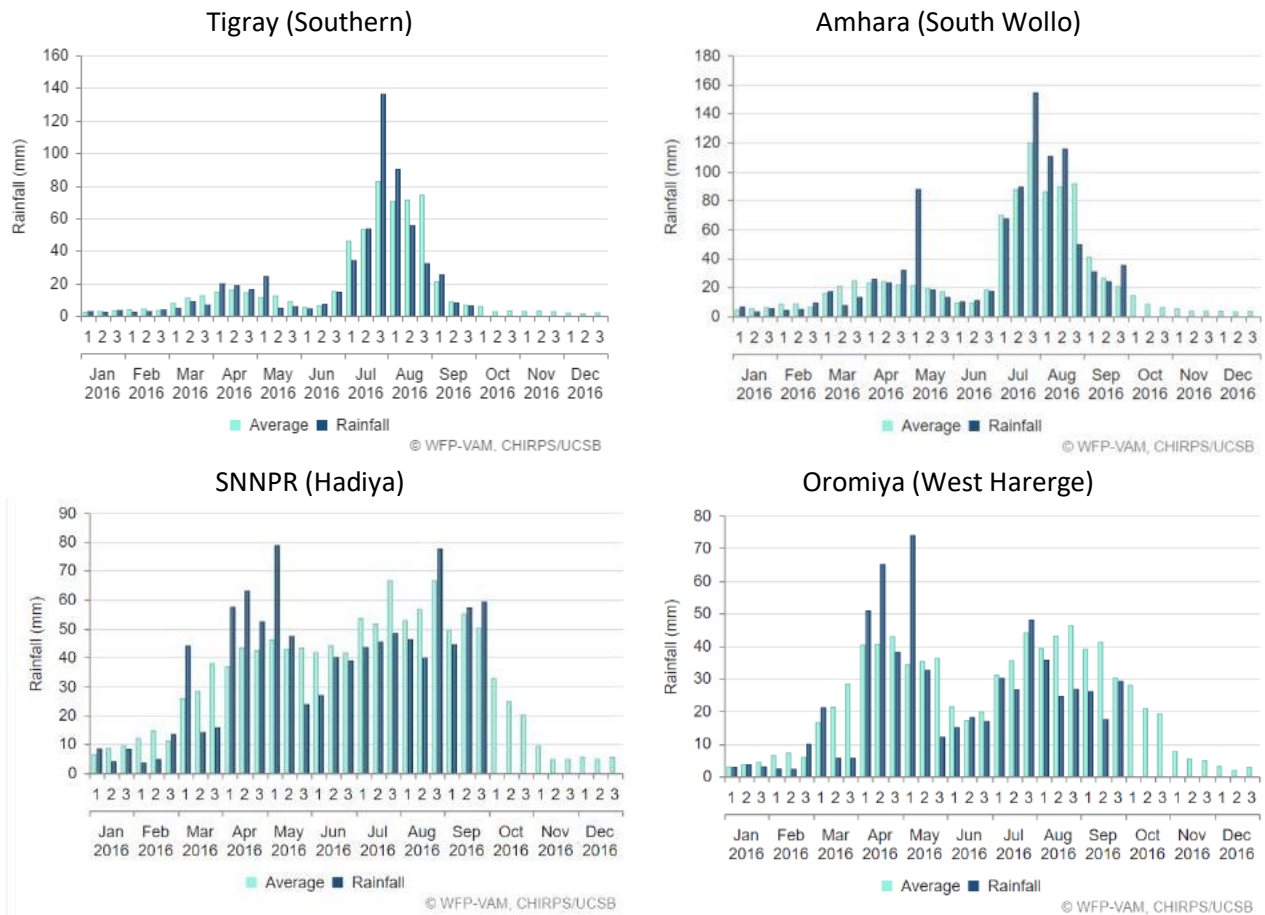 Tigray (Southern)
160
140
120
100
80
60
40
20
0
Rainfall (mm)
1 2 3 1 2 3 1 2 3 1 2 3 1 2 3 1 2 3 1 2 3 1 2 3 1 2 3 1 2 3 1 2 3 1 2 3
Jan Feb Mar Apr May Jun Jul Aug Sep Oct Nov Dec
2016 2016 2016 2016 2016 2016 2016 2016 2016 2016 2016 2016
Average Rainfall
© WFP-VAM, CHIRPS/UCSB
Amhara (South Wollo)
180
160
140
120
100
80
60
40
20
0
Rainfall (mm)
1 2 3 1 2 3 1 2 3 1 2 3 1 2 3 1 2 3 1 2 3 1 2 3 1 2 3 1 2 3 1 2 3 1 2 3
Jan Feb Mar Apr May Jun Jul Aug Sep Oct Nov Dec
2016 2016 2016 2016 2016 2016 2016 2016 2016 2016 2016 2016
Average Rainfall
© WFP-VAM, CHIRPS/UCSB
SNNPR (Hadiya)
90
80
70
60
50
40
30
20
10
0
Rainfall (mm)
1 2 3 1 2 3 1 2 3 1 2 3 1 2 3 1 2 3 1 2 3 1 2 3 1 2 3 1 2 3 1 2 3 1 2 3
Jan Feb Mar Apr May Jun Jul Aug Sep Oct Nov Dec
2016 2016 2016 2016 2016 2016 2016 2016 2016 2016 2016 2016
Average Rainfall
© WFP-VAM, CHIRPS/UCSB
Oromiya (West Harerge)
80
70
60
50
40
30
20
10
0
Rainfall (mm)
1 2 3 1 2 3 1 2 3 1 2 3 1 2 3 1 2 3 1 2 3 1 2 3 1 2 3 1 2 3 1 2 3 1 2 3
Jan Feb Mar Apr May Jun Jul Aug Sep Oct Nov Dec
2016 2016 2016 2016 2016 2016 2016 2016 2016 2016 2016 2016
Average Rainfall
© WFP-VAM, CHIRPS/UCSB